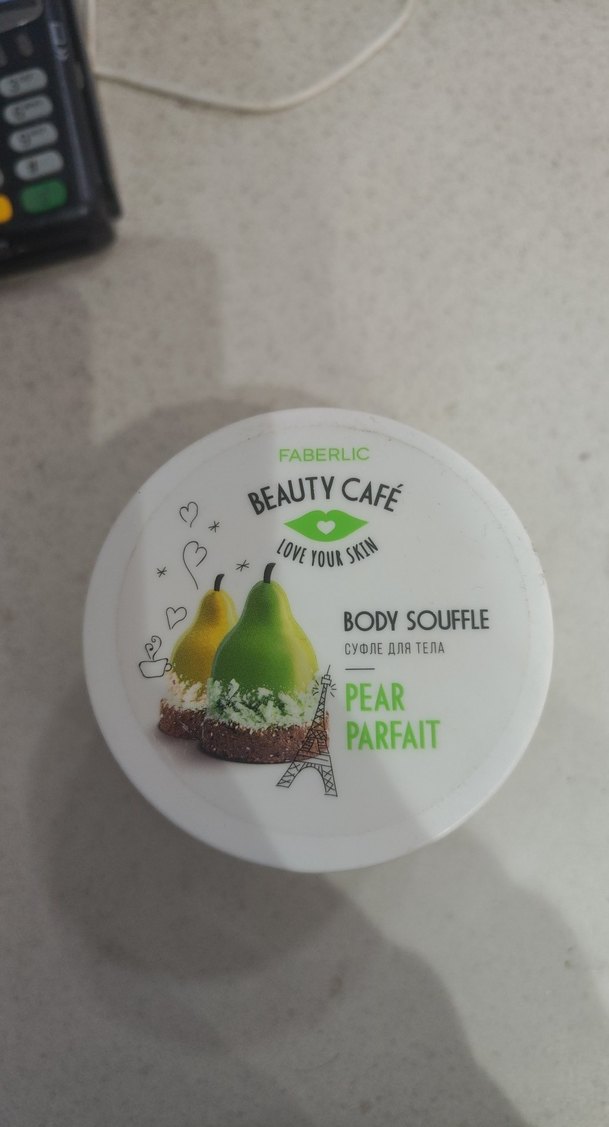 FABERLIC
BEAUTY CAFÉ
LOVE YOUR SKIN
BODY SOUFFLE
СУФЛЕ ДЛЯ ТЕЛА
PEAR
PARFAIT